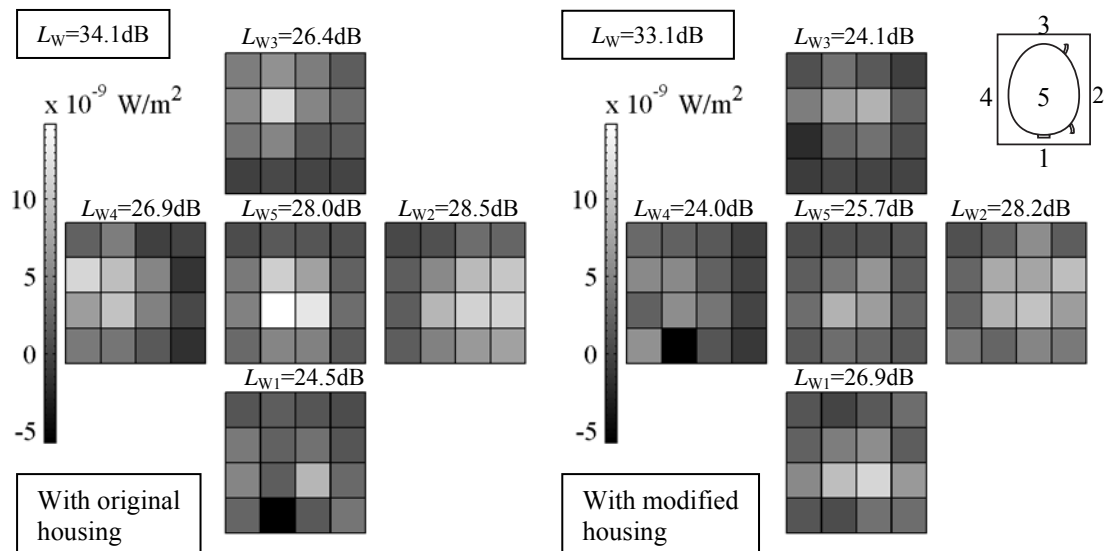 L_W=34.1dB
L_W3=26.4dB
x 10^-9 W/m^2
10
5
0
-5
L_W4=26.9dB
L_W5=28.0dB
L_W2=28.5dB
L_W1=24.5dB
With original
housing
L_W=33.1dB
L_W3=24.1dB
x 10^-9 W/m^2
10
5
0
-5
L_W4=24.0dB
L_W5=25.7dB
L_W2=28.2dB
L_W1=26.9dB
With modified
housing
3
4 5 2
1